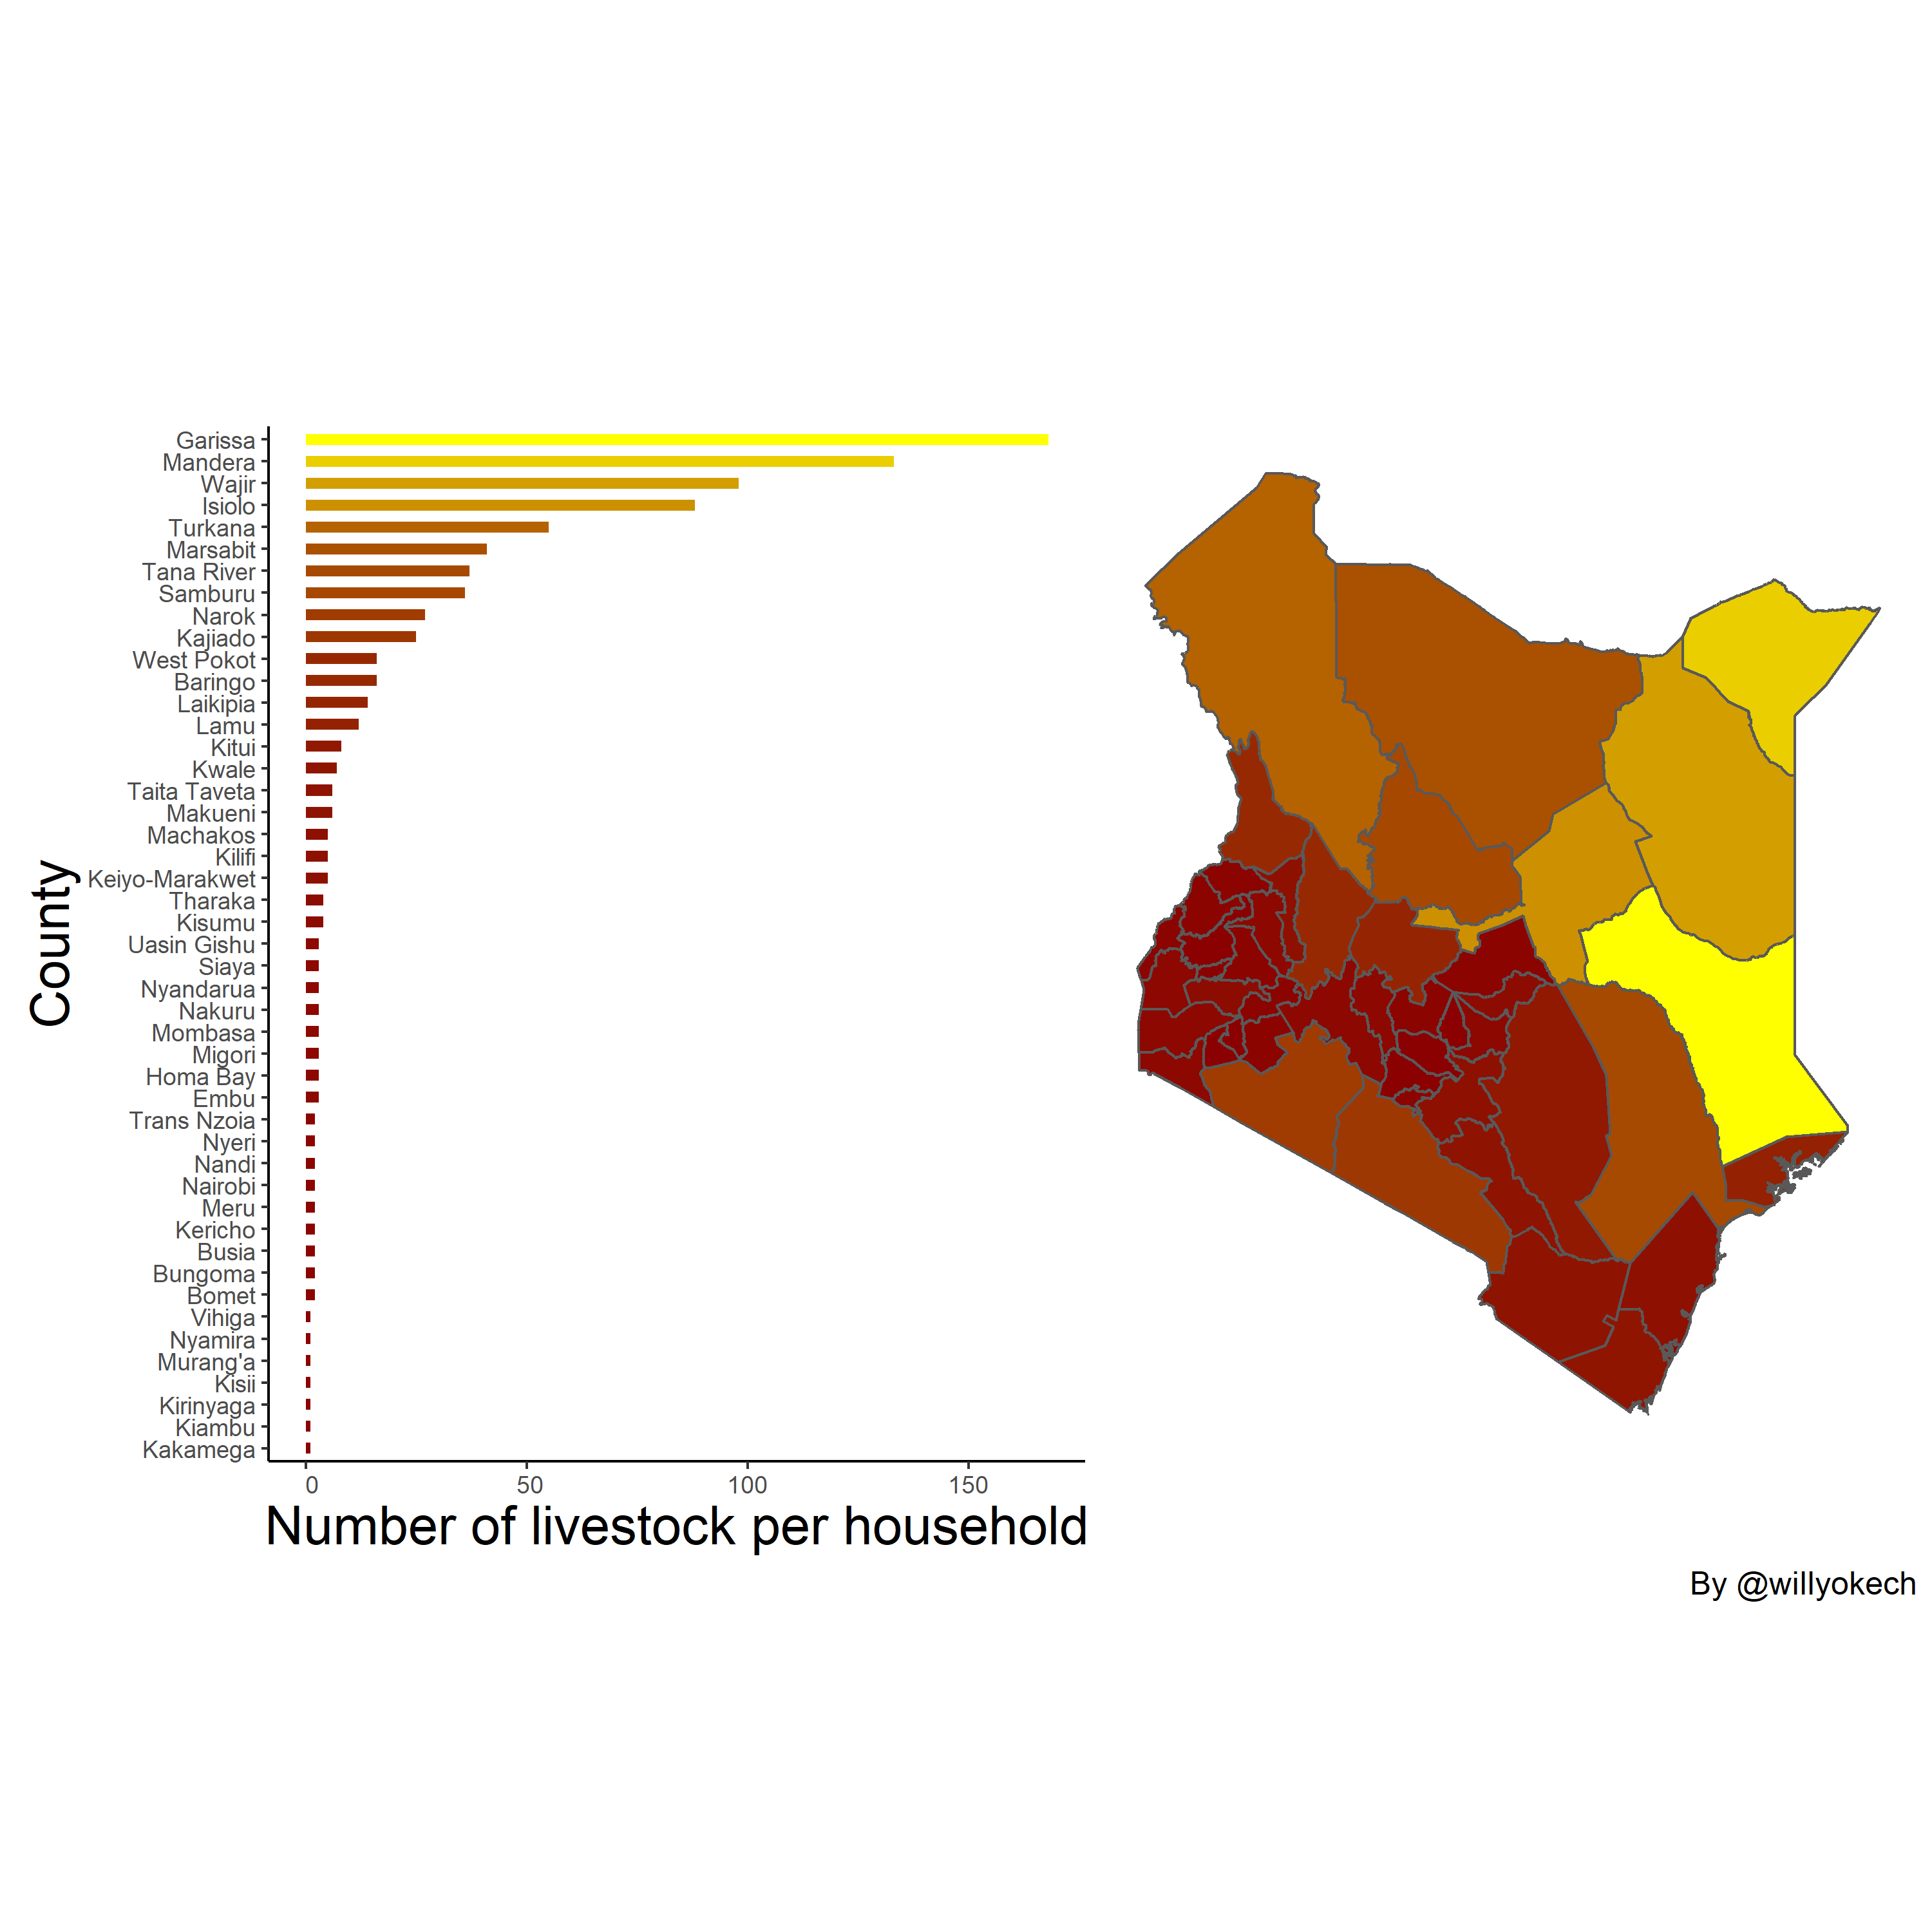 County
Garissa
Mandera
Wajir
Isiolo
Turkana
Marsabit
Tana River
Samburu
Narok
Kajiado
West Pokot
Baringo
Laikipia
Lamu
Kitui
Kwale
Taita Taveta
Makueni
Machakos
Kilifi
Keiyo-Marakwet
Tharaka
Kisumu
Uasin Gishu
Siaya
Nyandarua
Nakuru
Mombasa
Migori
Homa Bay
Embu
Trans Nzoia
Nyeri
Nandi
Nairobi
Meru
Kericho
Busia
Bungoma
Bomet
Vihiga
Nyamira
Murang'a
Kisii
Kirinyaga
Kiambu
Kakamega
0 50 100 150
Number of livestock per household
By @willyokech